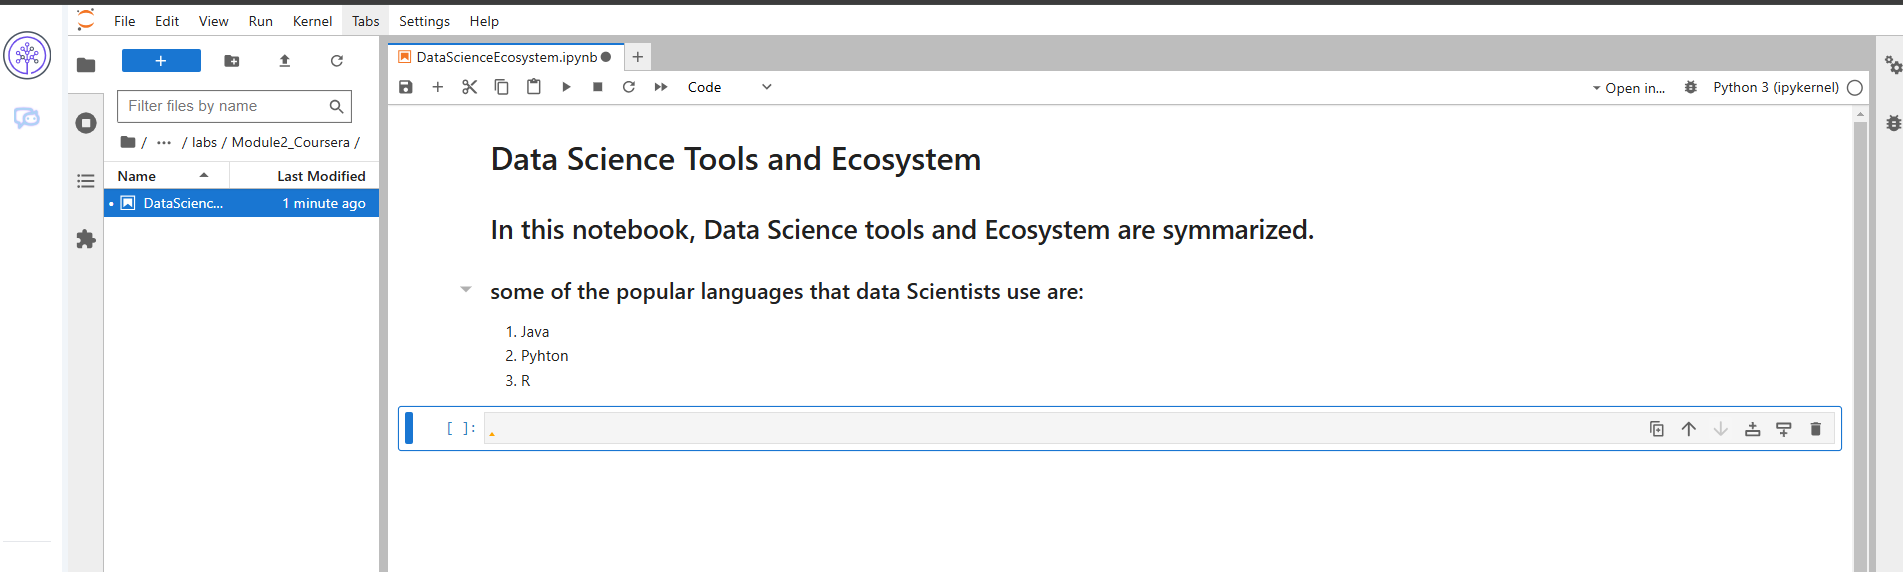 File Edit View Run Kernel Tabs Settings Help
+
Filter files by name
/ ··· / labs / Module2_Coursera /
Name Last Modified
DataScienc... 1 minute ago
DataScienceEcosystem.ipynb +
Code Open in... Python 3 (ipykernel)
Data Science Tools and Ecosystem
In this notebook, Data Science tools and Ecosystem are symmarized.
some of the popular languages that data Scientists use are:
1. Java
2. Pyhton
3. R
[ ]: